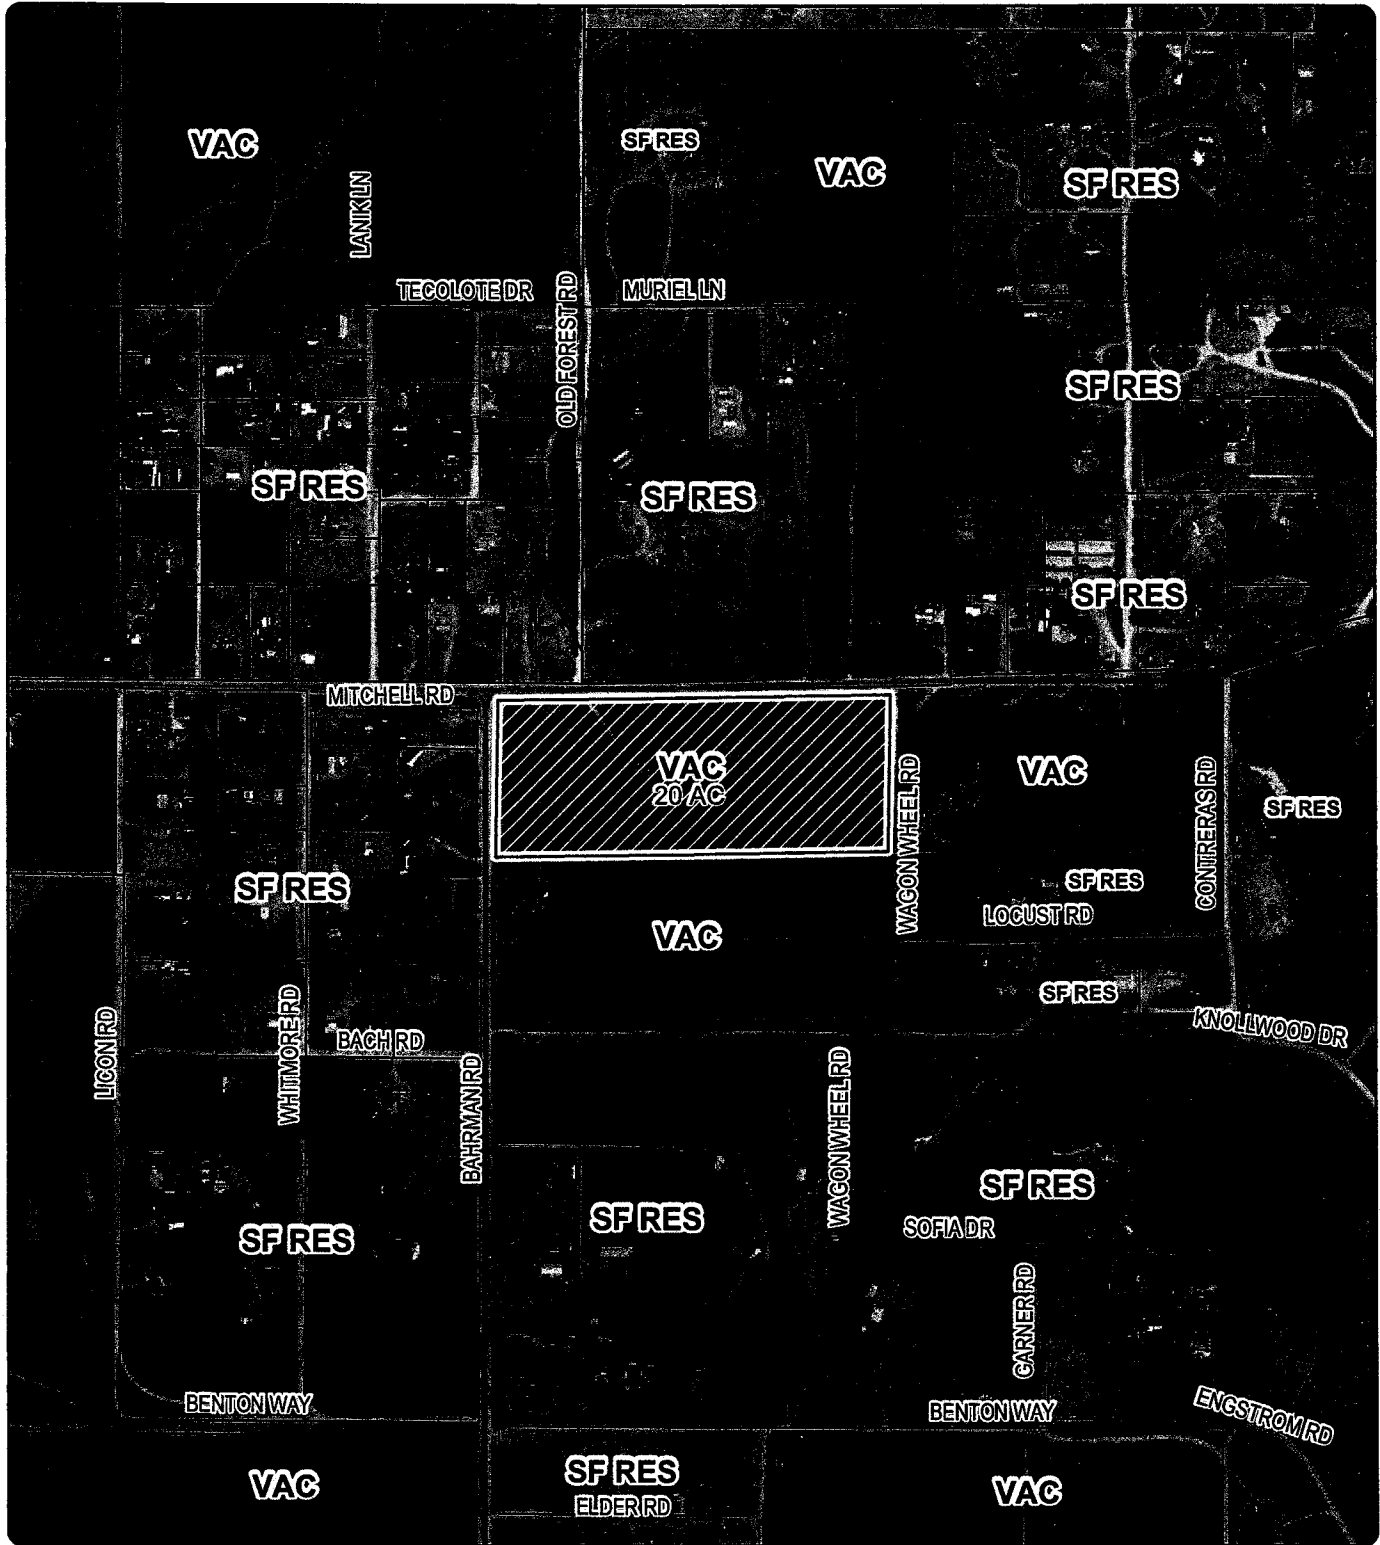 VAC
SF RES
VAC
SF RES
LANIK LN
TECOLOTE DR
OLD FOREST RD
MURIEL LN
SF RES
SF RES
SF RES
SF RES
MITCHELL RD
VAC
20 AC
WAGON WHEEL RD
VAC
CONTRERAS RD
SF RES
SF RES
SF RES
LOCUST RD
VAC
SF RES
LICON RD
WHITMORE RD
BACH RD
BAHRMAN RD
WAGON WHEEL RD
KNOLLWOOD DR
SF RES
SF RES
SF RES
SOFIA DR
GARNER RD
BENTON WAY
BENTON WAY
ENGSTROM RD
VAC
SF RES
ELDER RD
VAC